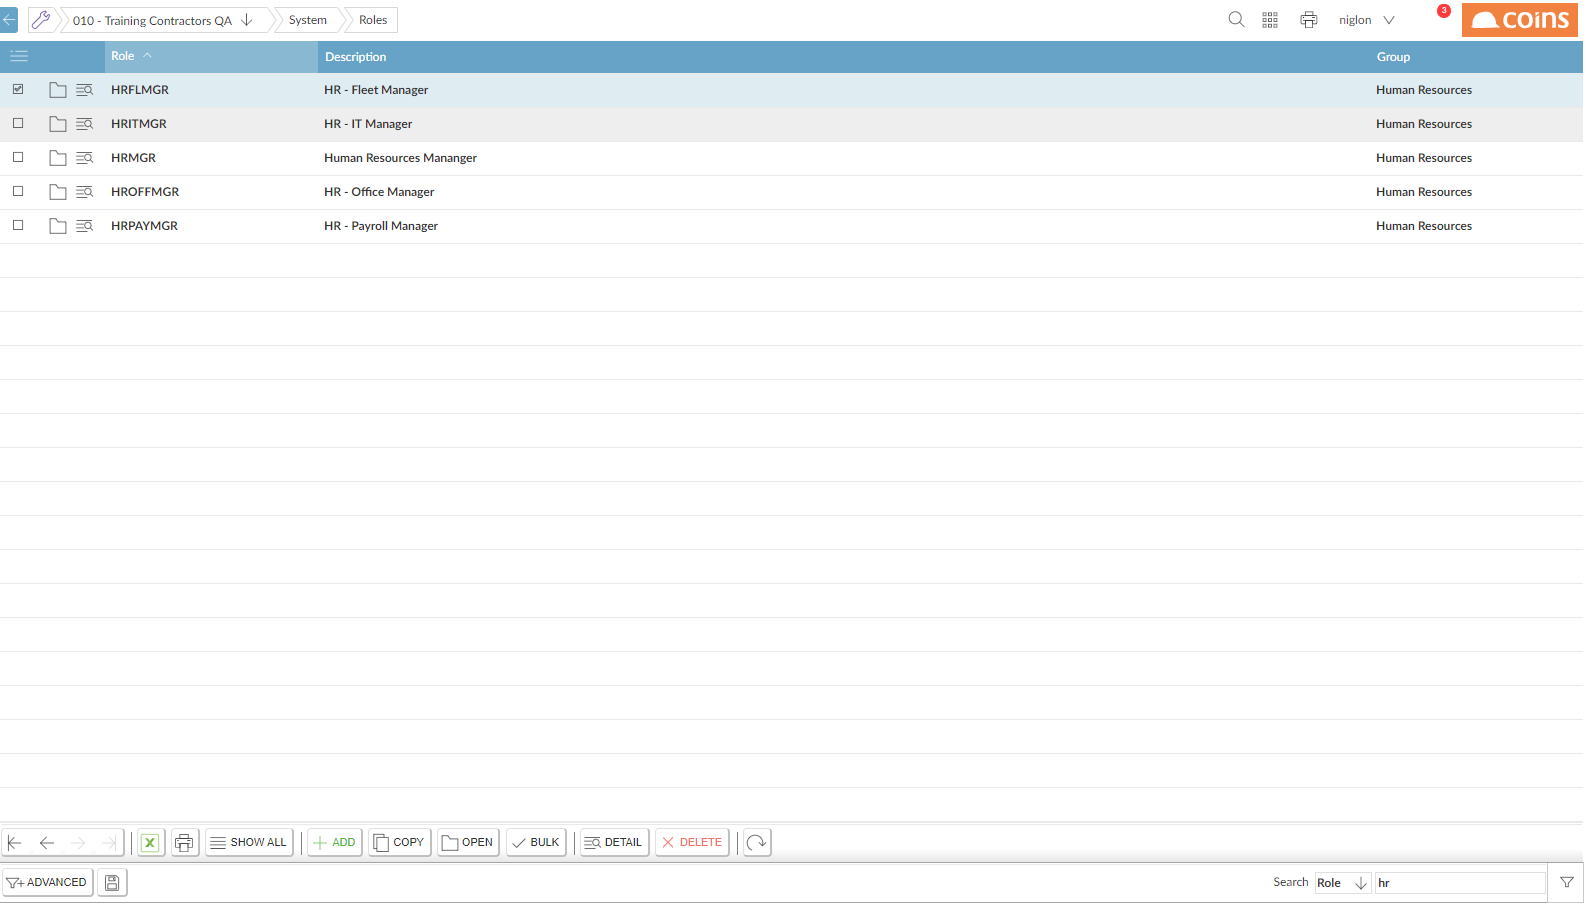 010 - Training Contractors QA System Roles niglon 3 coins
Role Description Group
HRFLMGR HR - Fleet Manager Human Resources
HRITMGR HR - IT Manager Human Resources
HRMGR Human Resources Mananger Human Resources
HROFFMGR HR - Office Manager Human Resources
HRPAYMGR HR - Payroll Manager Human Resources
SHOW ALL ADD COPY OPEN BULK DETAIL DELETE
ADVANCED Search Role hr